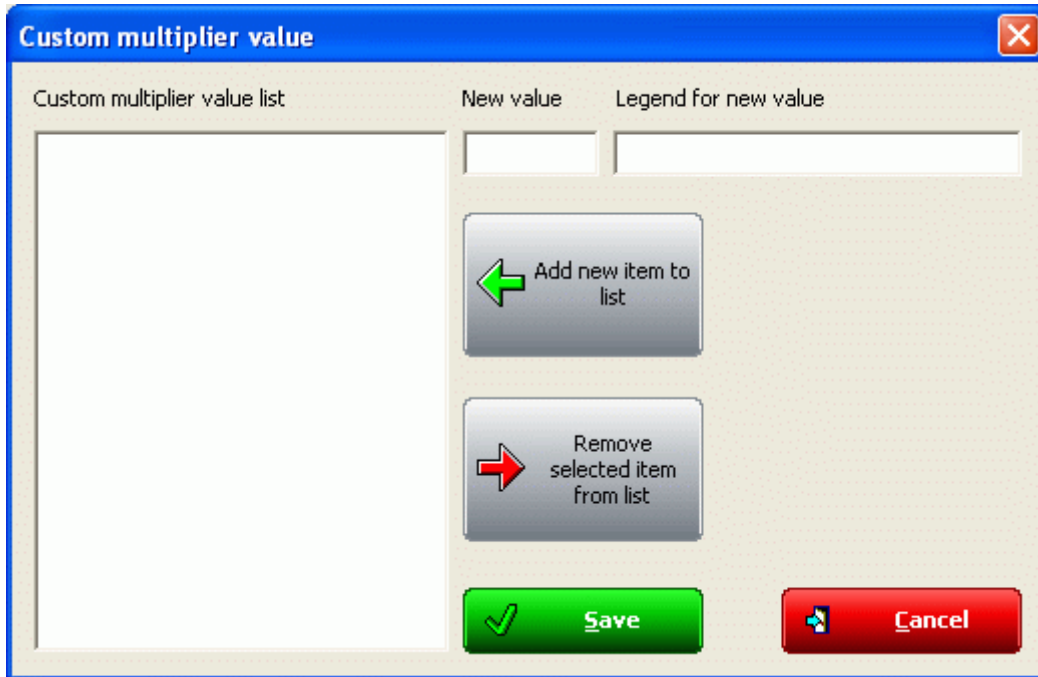 Custom multiplier value
Custom multiplier value list
New value
Legend for new value
Add new item to
list
Remove
selected item
from list
Save
Cancel